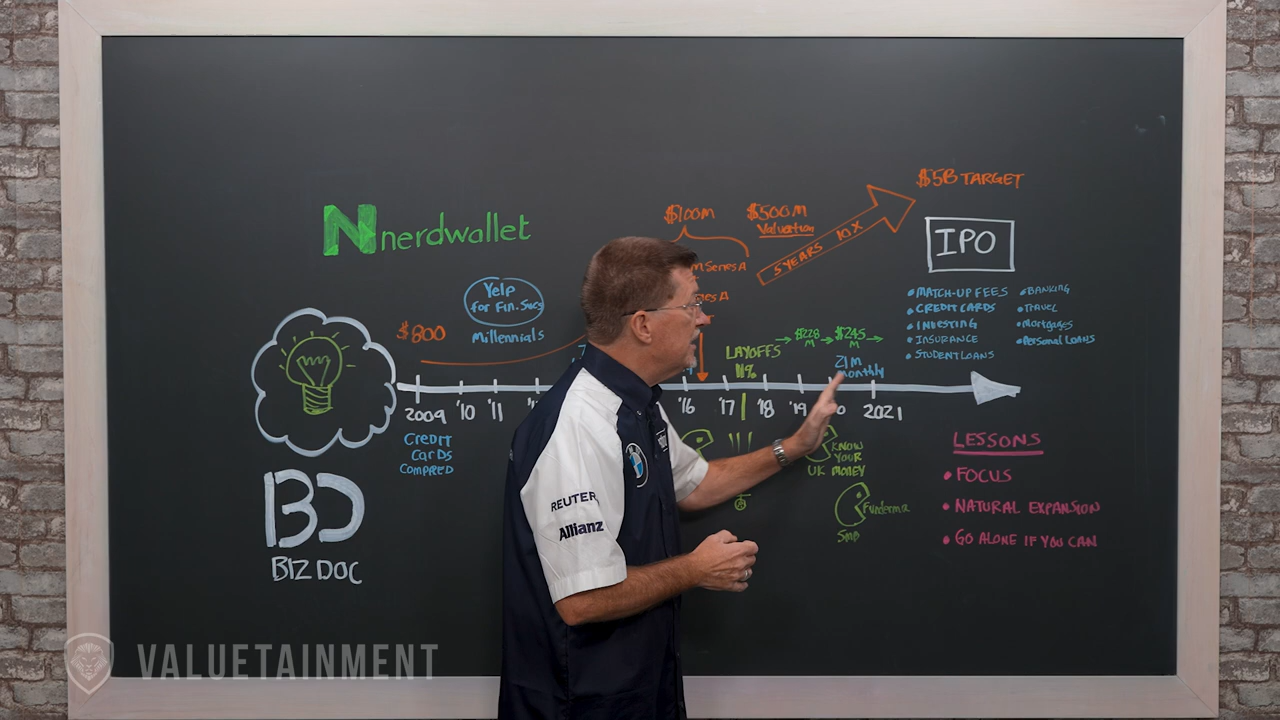 $5B TARGET
$100M
$500M
Valuation
N nerdwallet
5 YEARS 10X
IPO
m Series A
ies A
Yelp
for Fin. Svcs
Millennials
$800
MATCH-UP FEES
CREDIT CARDS
INVESTING
INSURANCE
STUDENT LOANS
BANKING
TRAVEL
Mortgages
Personal Loans
LAYOFFS
11%
$228
M
$245
M
21M
monthly
2009 '10 '11 '16 '17 '18 '19 2021
CREDIT
CARDS
COMPARED
KNOW
YOUR
UK MONEY
Fundera
SMB
LESSONS
FOCUS
NATURAL EXPANSION
GO ALONE IF YOU CAN
BD
BIZ DOC
BMW
REUTER
Allianz
VALUETAINMENT